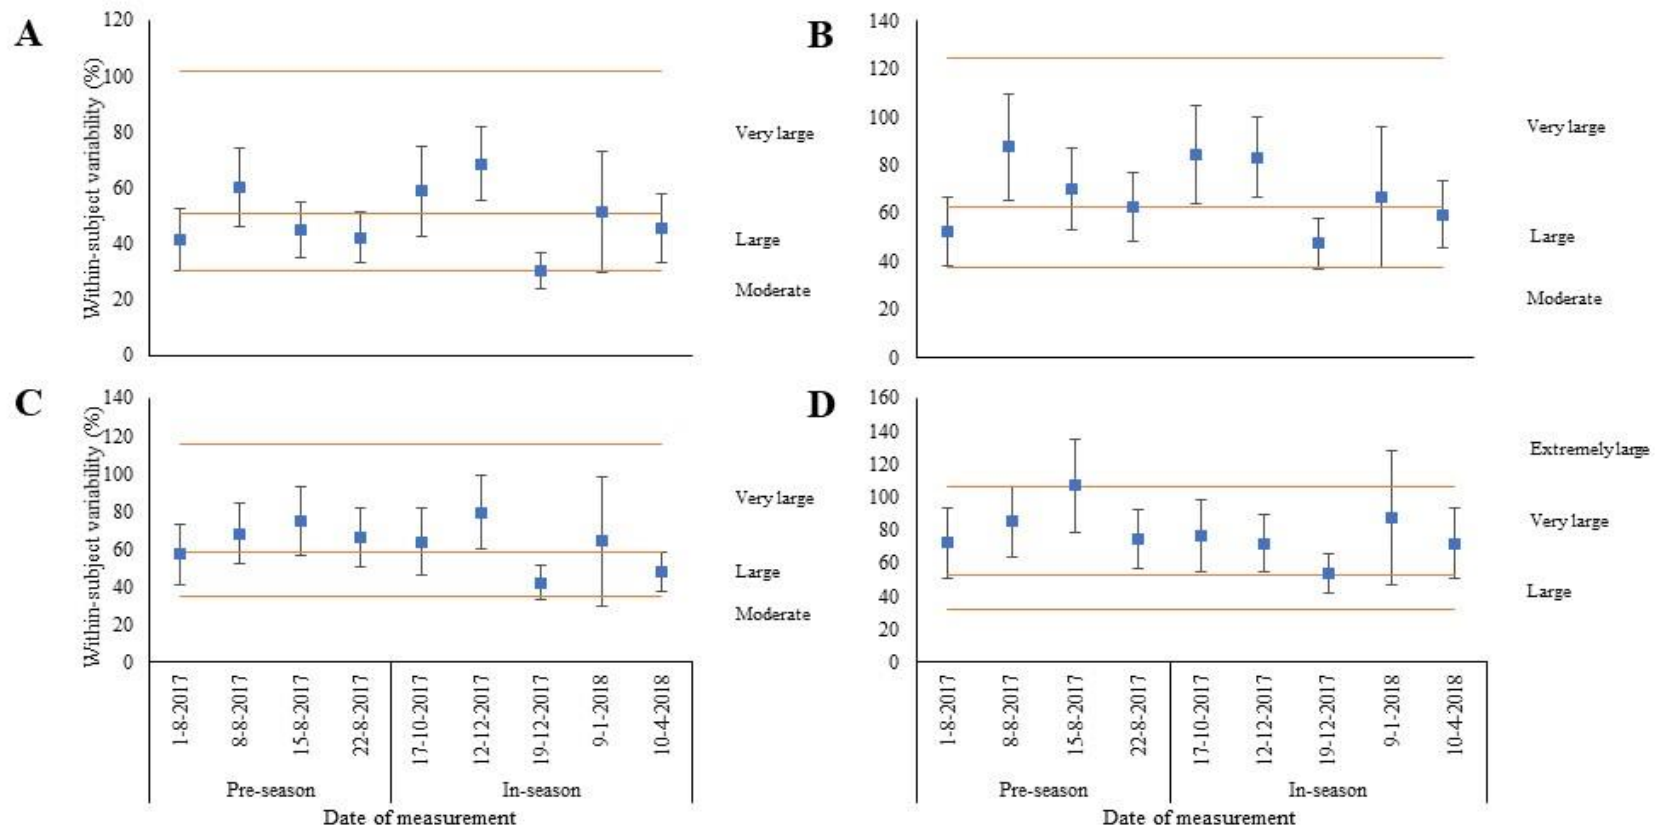 A
Within-subject variability (%)
120
100
80
60
40
20
0
Very large
Large
Moderate
B
140
120
100
80
60
40
20
0
Very large
Large
Moderate
C
Within-subject variability (%)
140
120
100
80
60
40
20
0
Very large
Large
Moderate
1-8-2017
8-8-2017
15-8-2017
22-8-2017
17-10-2017
12-12-2017
19-12-2017
9-1-2018
10-4-2018
Pre-season
In-season
Date of measurement
D
160
140
120
100
80
60
40
20
0
Extremely large
Very large
Large
1-8-2017
8-8-2017
15-8-2017
22-8-2017
17-10-2017
12-12-2017
19-12-2017
9-1-2018
10-4-2018
Pre-season
In-season
Date of measurement